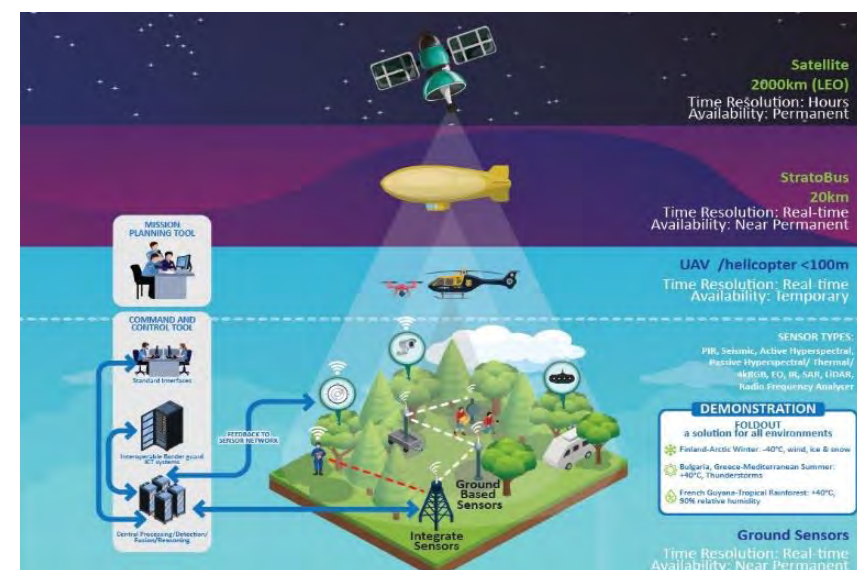 Satellite
2000km (LEO)
Time Resolution: Hours
Availability: Permanent
StratoBus
20km
Time Resolution: Real-time
Availability: Near Permanent
MISSION
PLANNING TOOL
UAV /helicopter <100m
Time Resolution: Real-time
Availability: Temporary
COMMAND AND
CONTROL TOOL
Standard Interfaces
Interoperable Border guard
ICT systems
Central Processing/Detection/
Fusion/Reasoning
FEEDBACK TO
SENSOR NETWORK
Ground
Based
Sensors
Integrate
Sensors
SENSOR TYPES:
PIR, Seismic, Active Hyperspectral,
Passive Hyperspectral/ Thermal/
4kRGB, EO, IR, SAR, LiDAR,
Radio Frequency Analyser
DEMONSTRATION
FOLDOUT
a solution for all environments
Finland-Arctic Winter: -40°C, wind, ice & snow
Bulgaria, Greece-Mediterranean Summer:
+40°C, Thunderstorms
French Guyana-Tropical Rainforest: +40°C,
90% relative humidity
Ground Sensors
Time Resolution: Real-time
Availability: Near Permanent